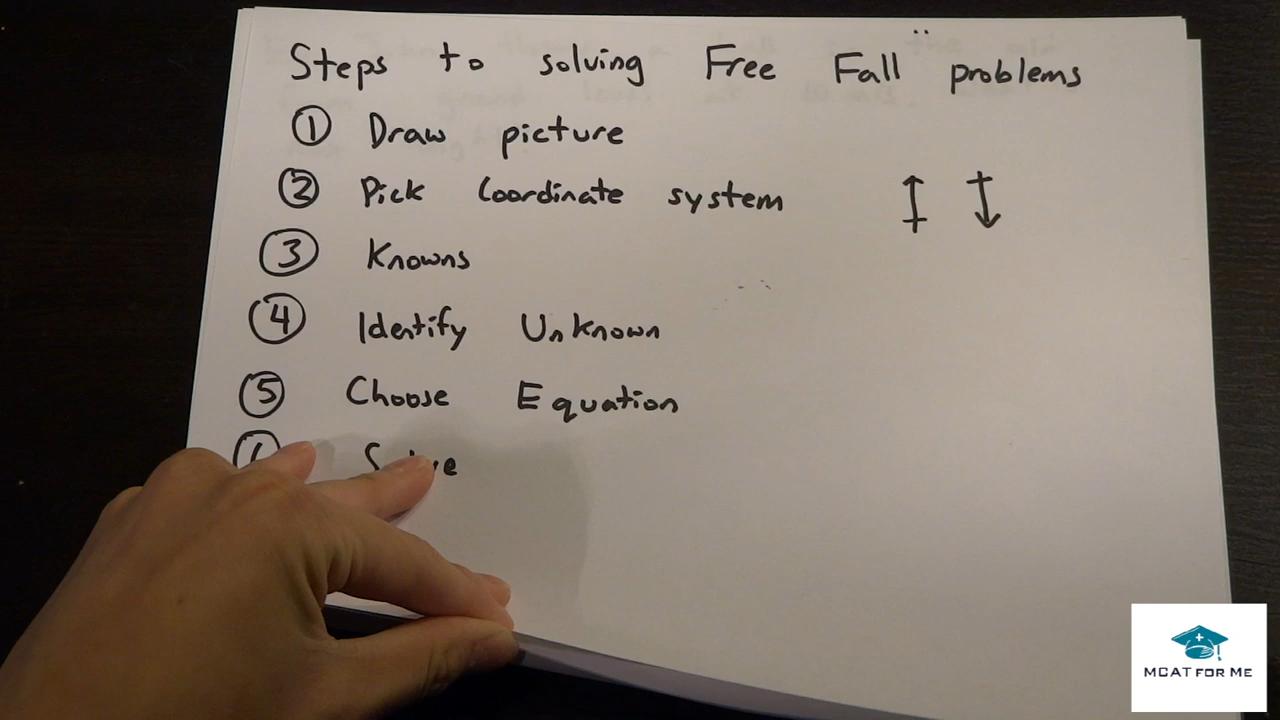 Steps to solving Free Fall problems
① Draw picture
② Pick Coordinate system
③ Knowns
④ Identify Unknown
⑤ Choose Equation
MCAT FOR ME